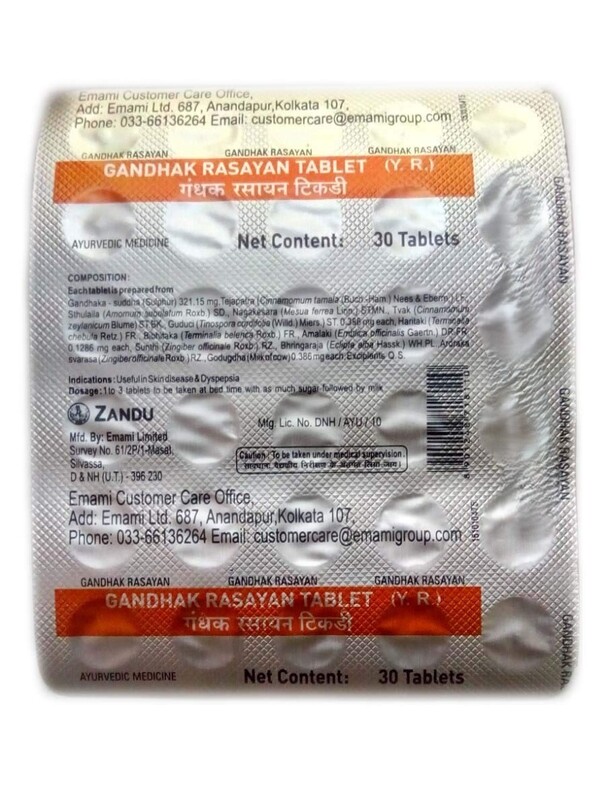 Emami Customer Care Office,
Add: Emami Ltd. 687, Anandapur,Kolkata 107,
Phone: 033-66136264 Email: customercare@emamigroup.com
GANDHAK RASAYAN GANDHAK RASAYAN GANDHAK RASAYAN
GANDHAK RASAYAN TABLET (Y. R.)
गंधक रसायन टिकडी
AYURVEDIC MEDICINE Net Content: 30 Tablets
COMPOSITION:
Each tablet is prepared from
Gandhaka - suddha (Sulphur) 321.15 mg, Tejapatra (Cinnamomum tamala (Buch -Ham.) Nees & Eberm.) LF.,
Sthulaila (Amomum subulatum Roxb.) SD., Nagakesara (Mesua ferrea Linn.) STMN., Tvak (Cinnamomum
zeylanicum Blume) ST.BK., Guduci (Tinospora cordifolia (Willd.) Miers.) ST. 0.386 mg each, Haritaki (Terminalia
chebula Retz.) FR., Bibhitaka (Terminalia belerica Roxb.) FR., Amalaki (Emblica officinalis Gaertn.) DR.FR.
0.1286 mg each, Sunthi (Zingiber officinale Roxb.) RZ., Bhringaraja (Eclipta alba Hassk.) WH.PL. Ardraka
svarasa (Zingiber officinale Roxb.) RZ., Godugdha (Milk of cow) 0.386 mg each, Excipients Q. S.
Indications: Useful in Skin disease & Dyspepsia
Dosage: 1 to 3 tablets to be taken at bed time with as much sugar followed by milk
ZANDU
Mfg. Lic. No. DNH / AYU / 10
Mfd. By: Emami Limited
Survey No. 61/2P/1-Masat,
Silvassa,
D & NH (U.T.) - 396 230
Caution : To be taken under medical supervision.
Emami Customer Care Office,
Add: Emami Ltd. 687, Anandapur,Kolkata 107,
Phone: 033-66136264 Email: customercare@emamigroup.com
GANDHAK RASAYAN GANDHAK RASAYAN GANDHAK RASAYAN
GANDHAK RASAYAN TABLET (Y. R.)
गंधक रसायन टिकडी
AYURVEDIC MEDICINE Net Content: 30 Tablets
GANDHAK RASAYAN
GANDHAK RASAYAN